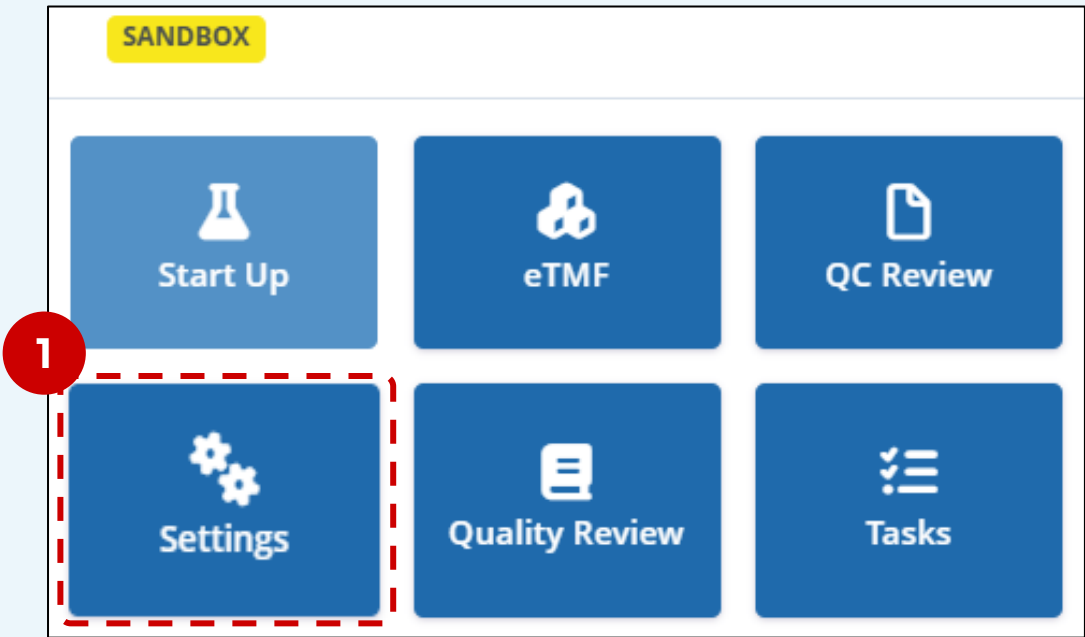 SANDBOX
Start Up
eTMF
QC Review
1
Settings
Quality Review
Tasks